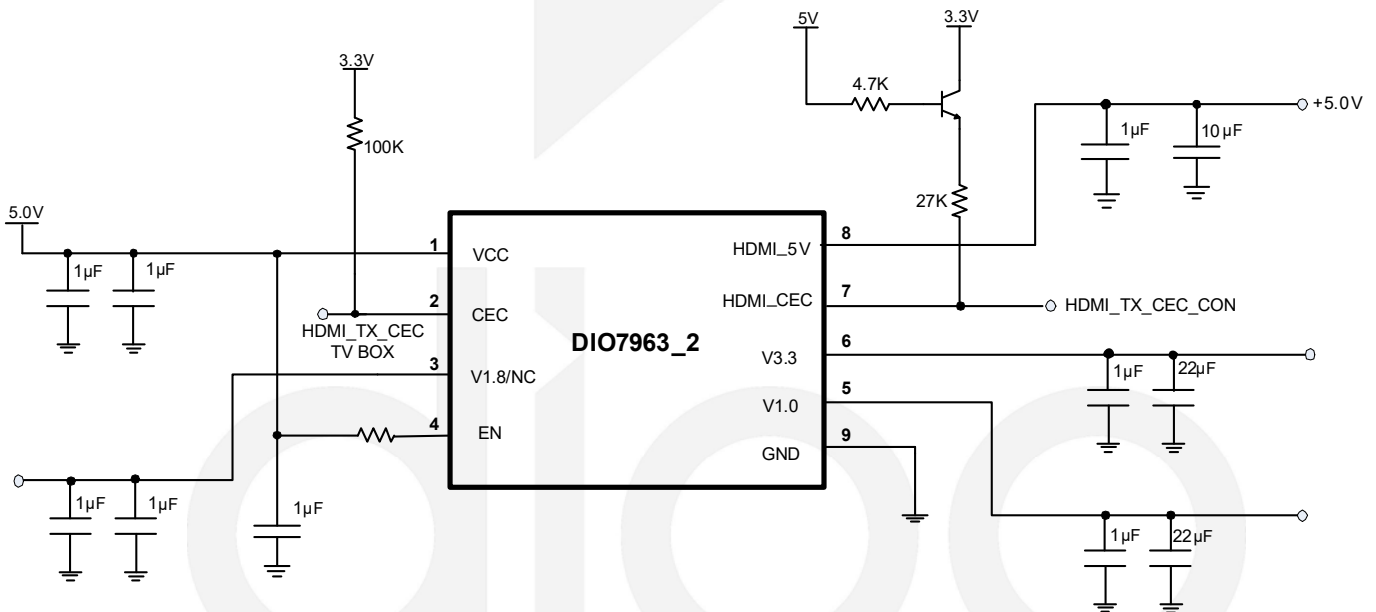 5V
3.3V
3.3V
4.7K
+5.0V
1µF
10µF
100K
27K
5.0V
1
VCC
HDMI_5V
8
1µF
1µF
2
CEC
HDMI_CEC
7
HDMI_TX_CEC_CON
HDMI_TX_CEC
TV BOX
DIO7963_2
3
V1.8/NC
V3.3
6
1µF
22µF
4
EN
V1.0
5
GND
9
1µF
1µF
1µF
1µF
22µF
dioo